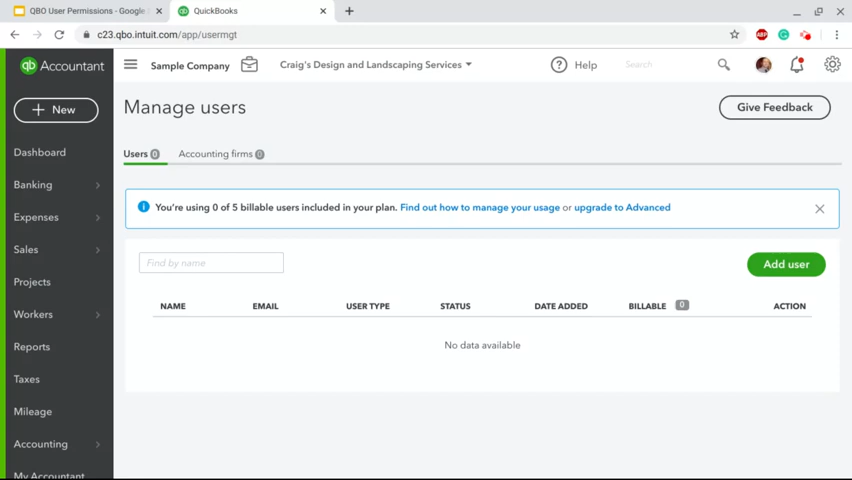 QBO User Permissions - Google
QuickBooks
c23.qbo.intuit.com/app/usermgt
ABP
qb Accountant
Sample Company
Craig's Design and Landscaping Services
? Help
Search
+ New
Manage users
Give Feedback
Dashboard
Banking
Expenses
Sales
Projects
Workers
Reports
Taxes
Mileage
Accounting
My Accountant
Users 0
Accounting firms 0
You're using 0 of 5 billable users included in your plan. Find out how to manage your usage or upgrade to Advanced
Find by name
Add user
NAME EMAIL USER TYPE STATUS DATE ADDED BILLABLE 0 ACTION
No data available